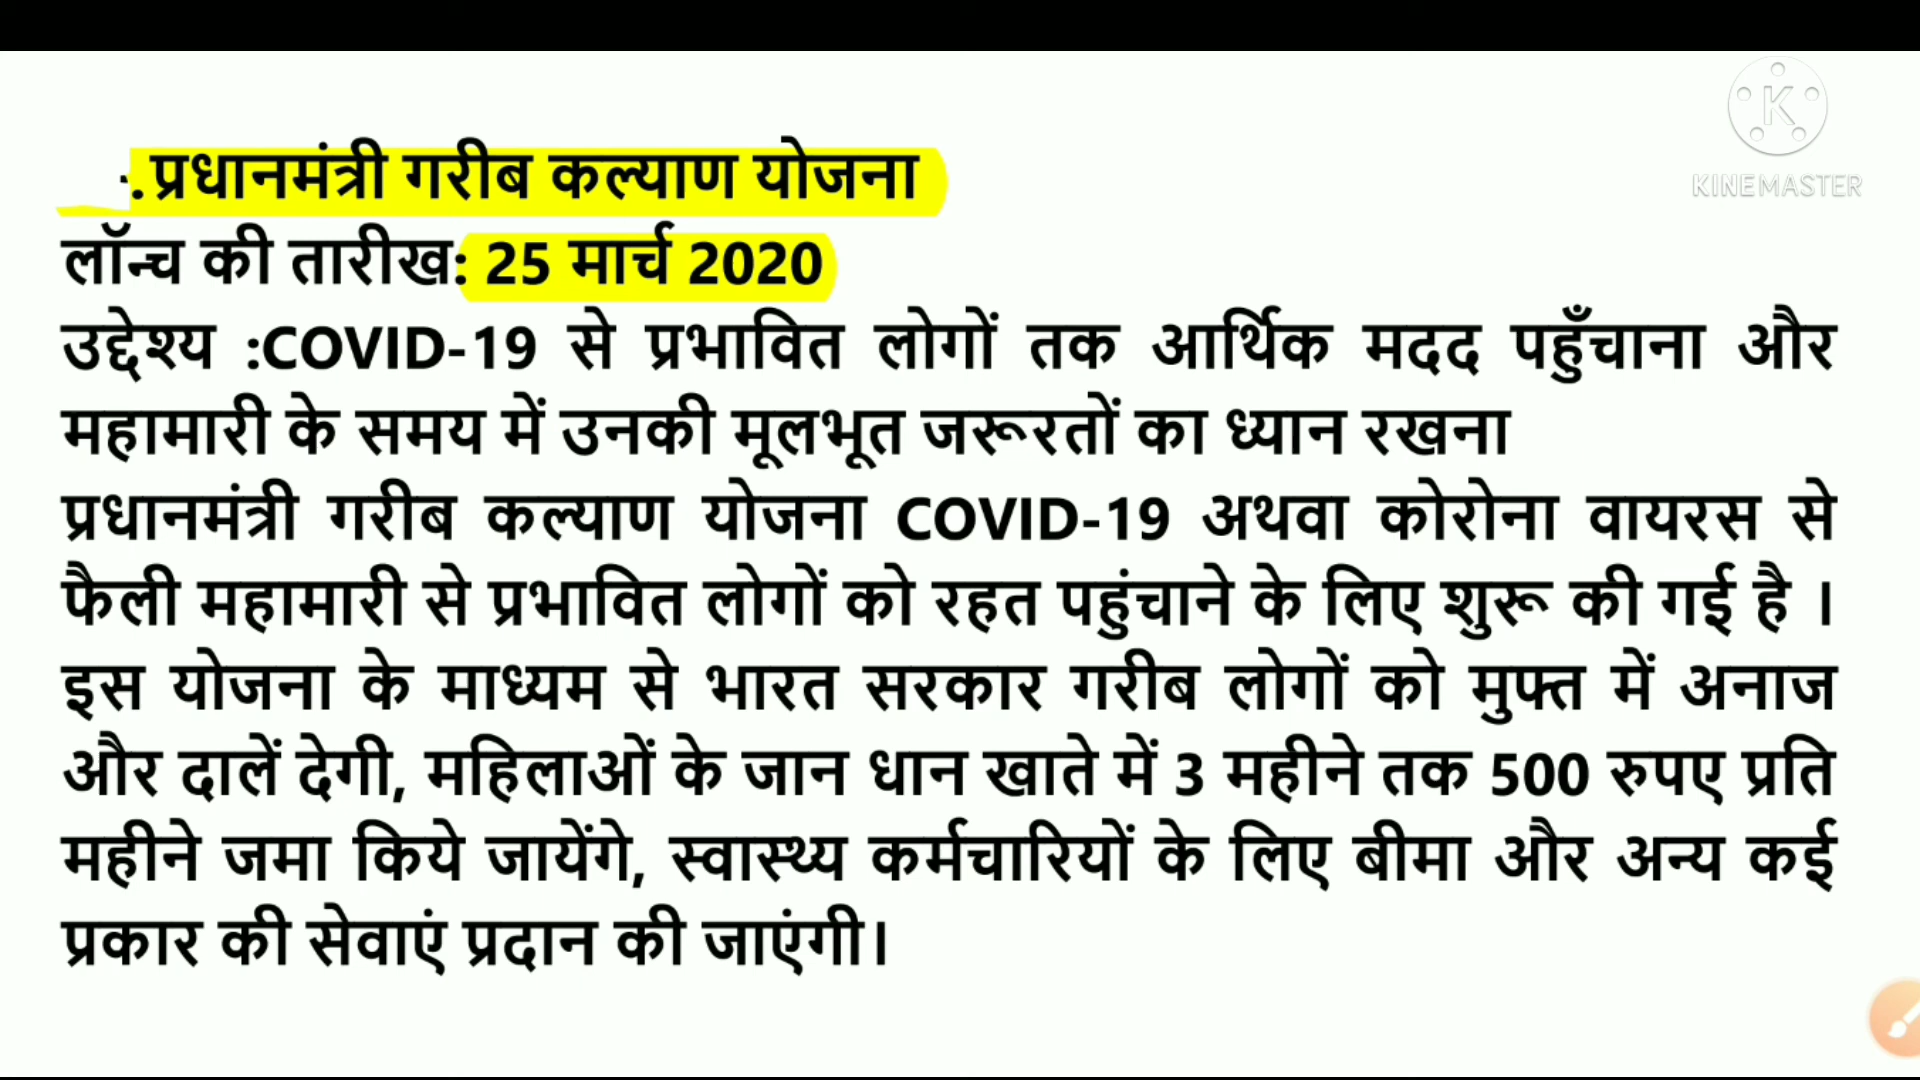 . प्रधानमंत्री गरीब कल्याण योजना
लॉन्च की तारीख: 25 मार्च 2020
उद्देश्य :COVID-19 से प्रभावित लोगों तक आर्थिक मदद पहुँचाना और
महामारी के समय में उनकी मूलभूत जरूरतों का ध्यान रखना
प्रधानमंत्री गरीब कल्याण योजना COVID-19 अथवा कोरोना वायरस से
फैली महामारी से प्रभावित लोगों को रहत पहुंचाने के लिए शुरू की गई है ।
इस योजना के माध्यम से भारत सरकार गरीब लोगों को मुफ्त में अनाज
और दालें देगी, महिलाओं के जान धान खाते में 3 महीने तक 500 रुपए प्रति
महीने जमा किये जायेंगे, स्वास्थ्य कर्मचारियों के लिए बीमा और अन्य कई
प्रकार की सेवाएं प्रदान की जाएंगी।
K
KINEMASTER